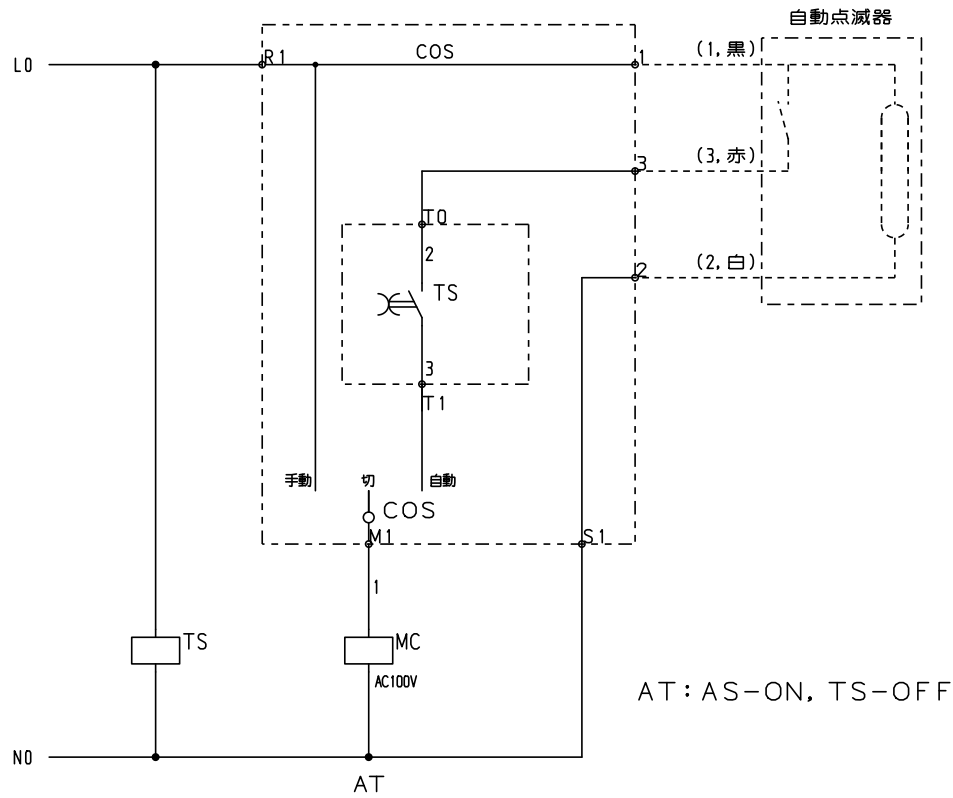 自動点滅器
L0
R1
COS
1
(1,黒)
3
(3,赤)
T0
2
2
(2,白)
TS
3
T1
手動
切
自動
COS
M1
S1
1
TS
MC
AC100V
AT:AS-ON, TS-OFF
N0
AT